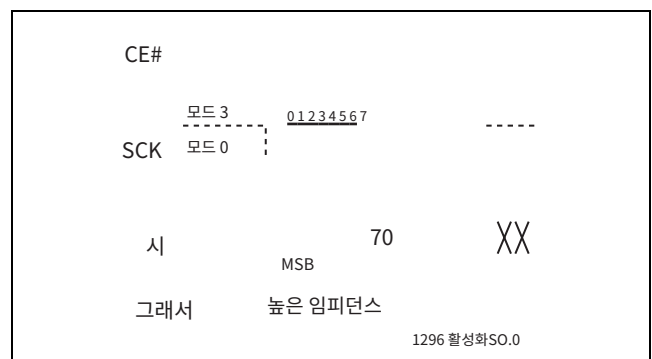 CE#
모드 3
01234567
SCK
모드 0
시
70
XX
MSB
그래서
높은 임피던스
1296 활성화SO.0